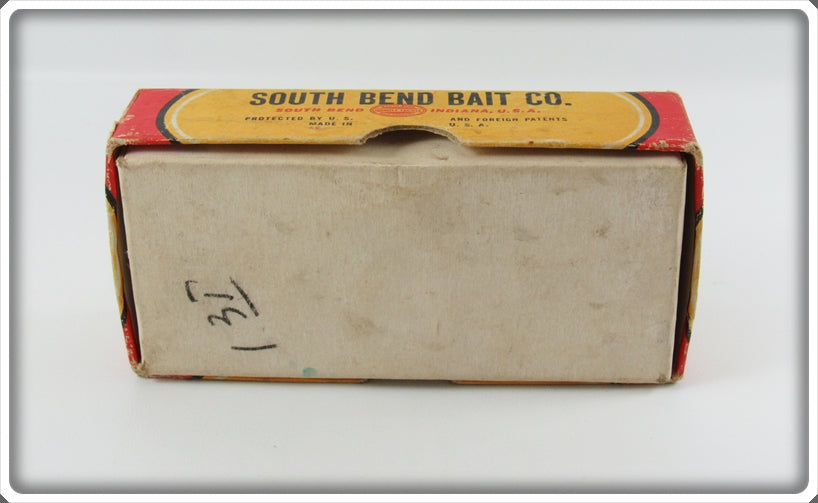 SOUTH BEND BAIT CO.
SOUTH BEND INDIANA, U.S.A.
PROTECTED BY U.S. AND FOREIGN PATENTS
MADE IN U.S.A.